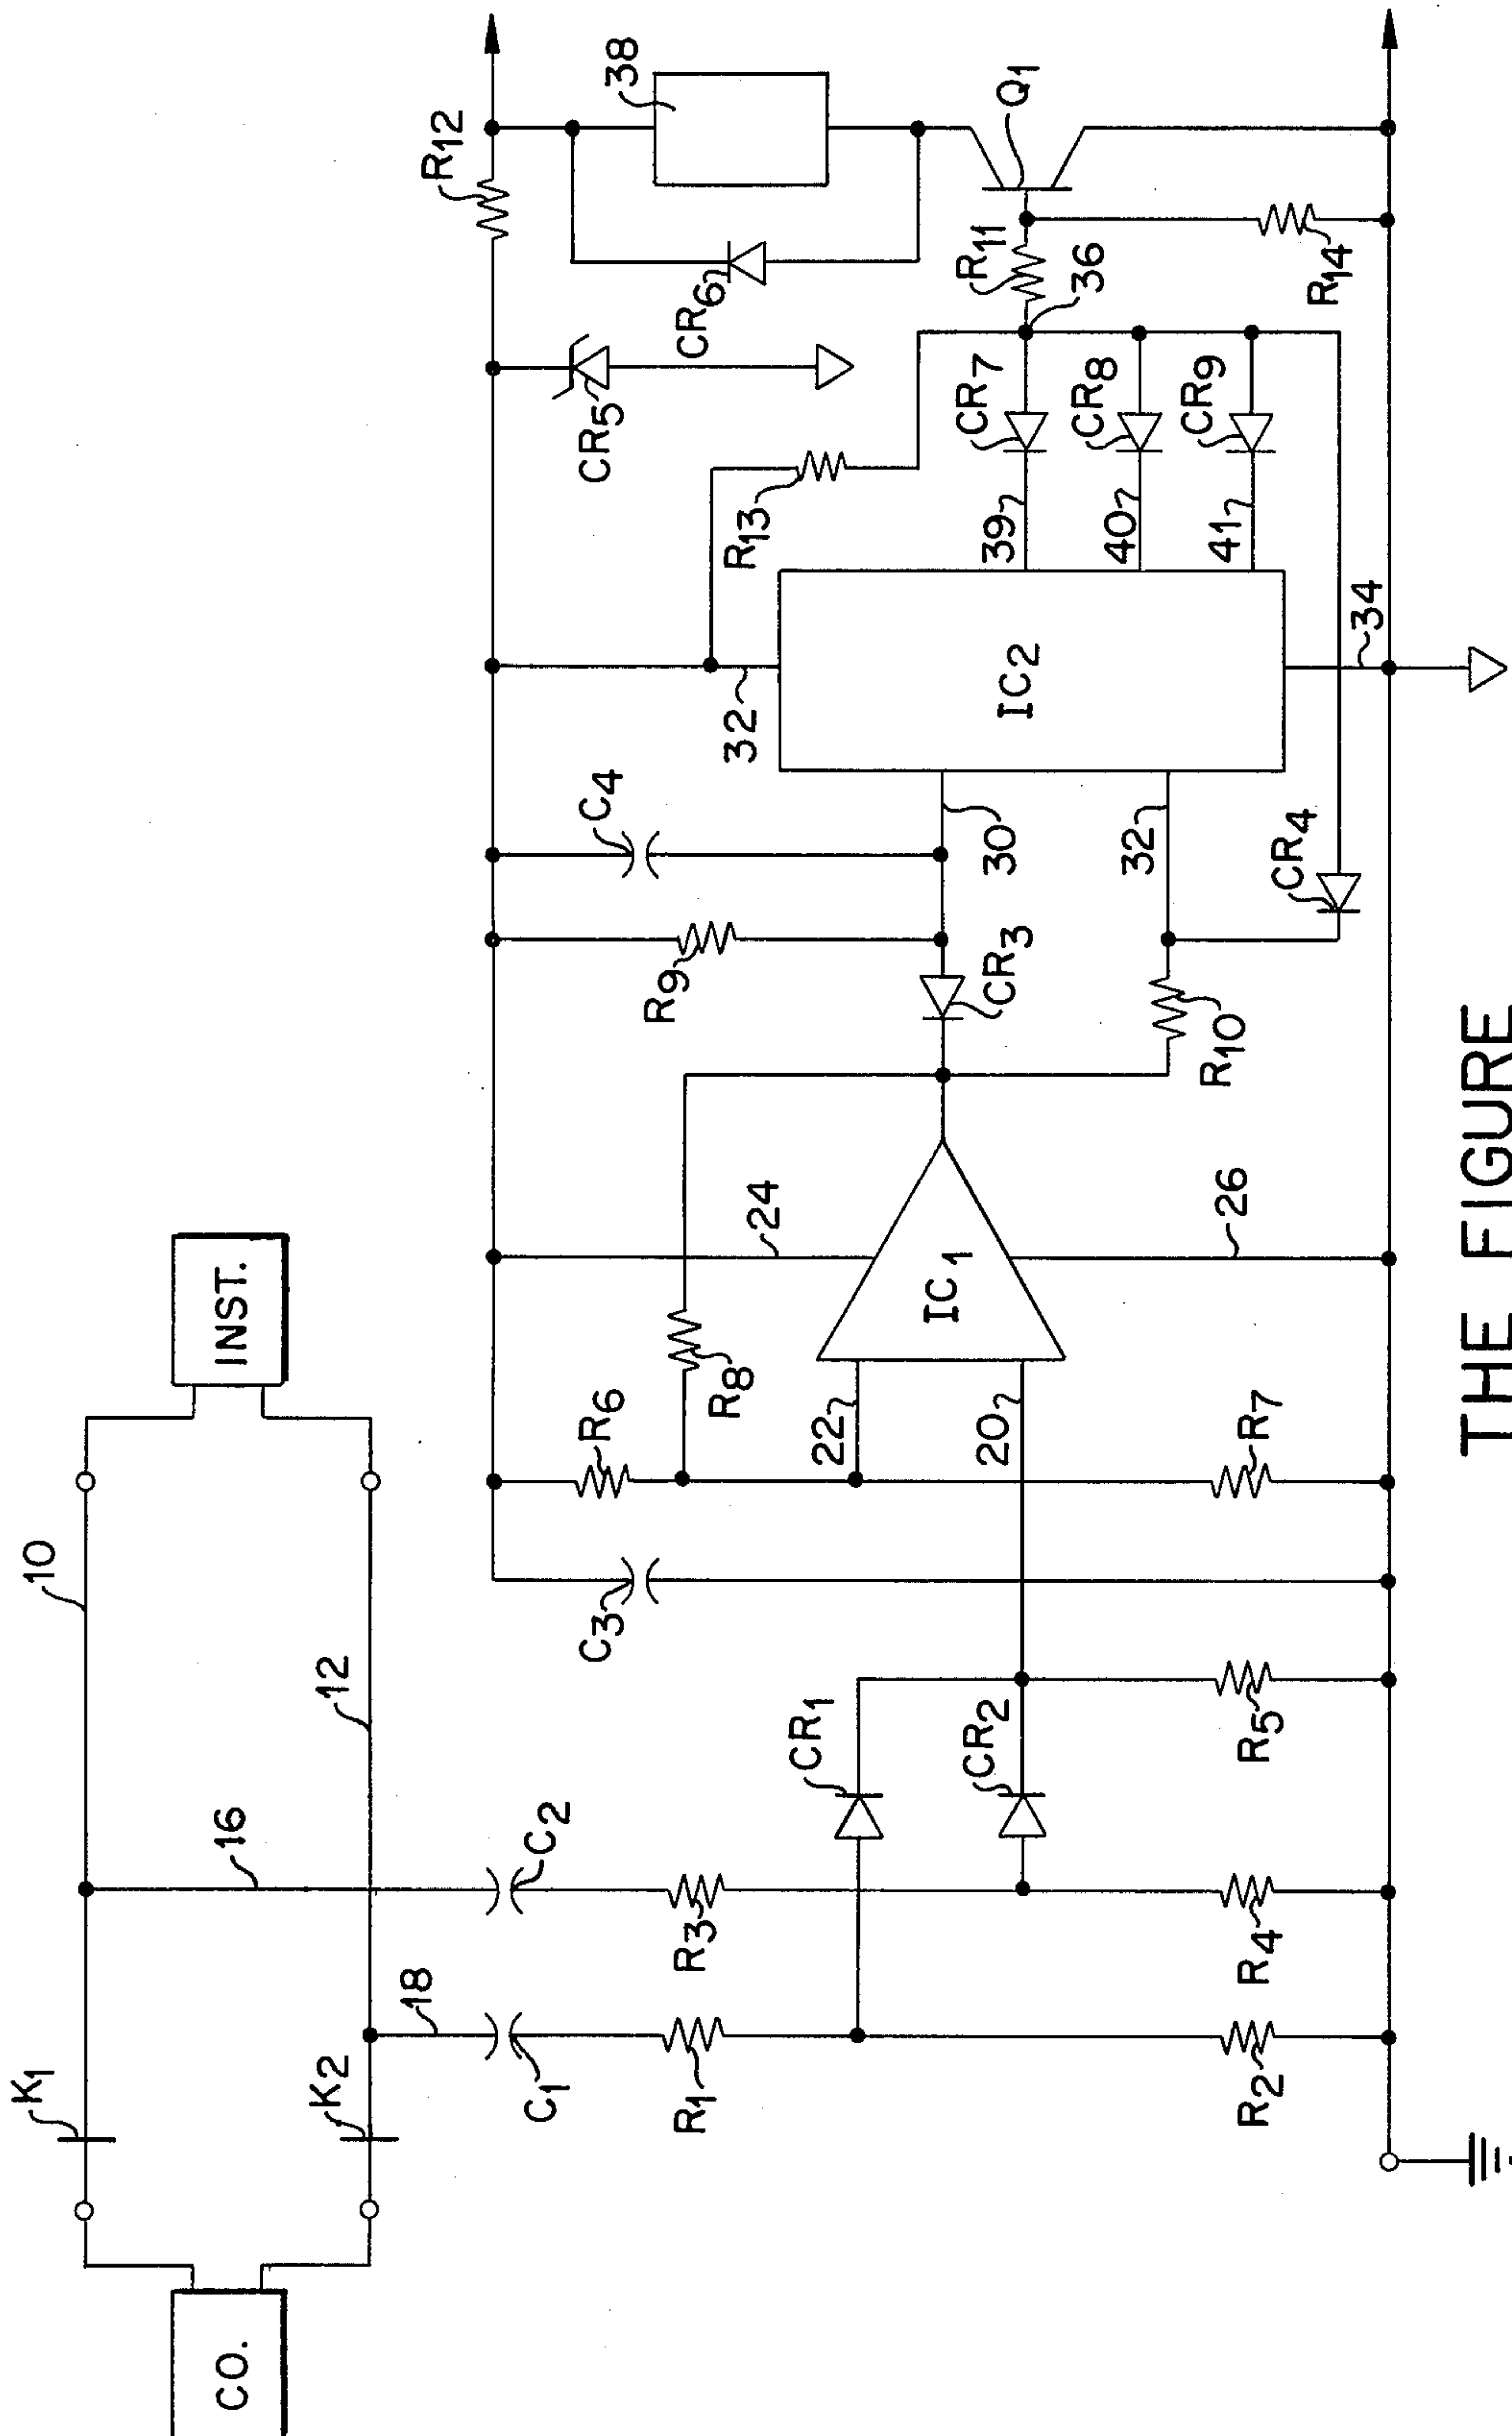 CO.
K1
10
INST.
K2
12
16
18
C1
C2
R1
R3
CR1
CR2
R2
R4
R5
C3
R6
R8
22
20
R7
24
IC1
26
R9
C4
CR3
30
R10
32
CR4
32
IC2
34
R13
CR5
39
40
41
CR7
CR8
CR9
CR6
36
R11
R12
38
Q1
R14
THE FIGURE